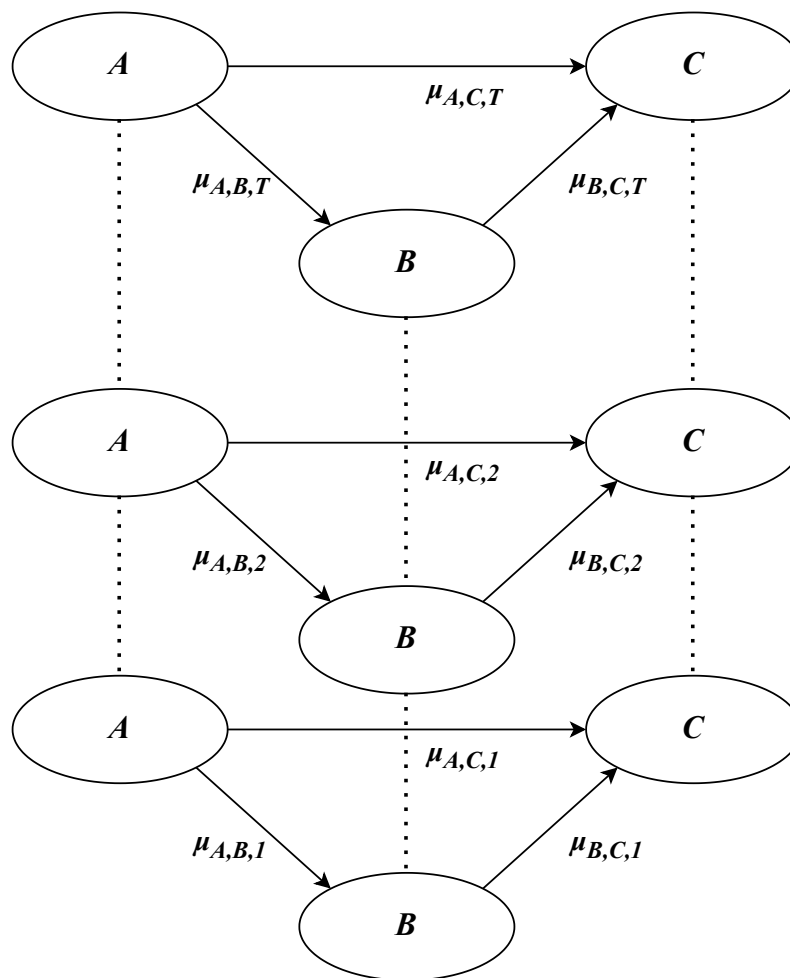 A
C
μA,C,T
μA,B,T
μB,C,T
B
A
C
μA,C,2
μA,B,2
μB,C,2
B
A
C
μA,C,1
μA,B,1
μB,C,1
B